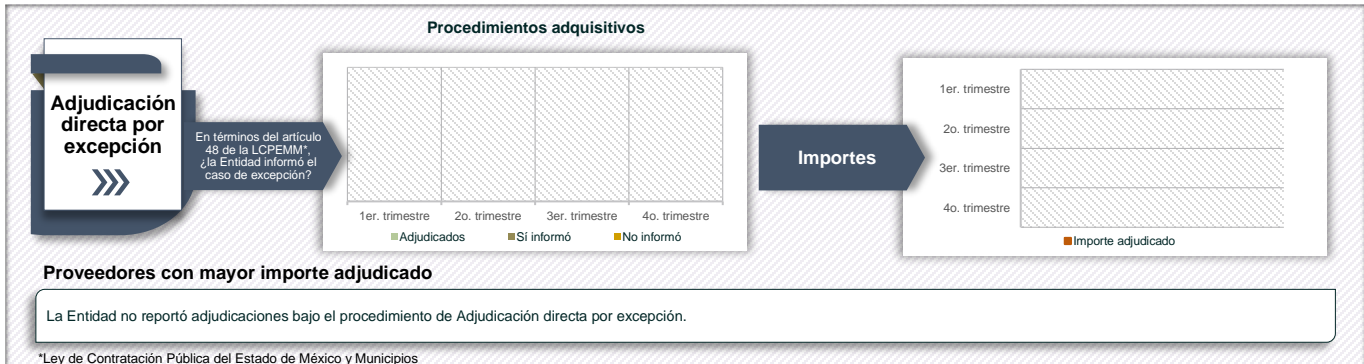 Procedimientos adquisitivos
Adjudicación
directa por
excepción
En términos del artículo
48 de la LCPEMM*,
¿la Entidad informó el
caso de excepción?
1er. trimestre
2o. trimestre
3er. trimestre
4o. trimestre
Adjudicados
Sí informó
No informó
Importes
1er. trimestre
2o. trimestre
3er. trimestre
4o. trimestre
Importe adjudicado
Proveedores con mayor importe adjudicado
La Entidad no reportó adjudicaciones bajo el procedimiento de Adjudicación directa por excepción.
*Ley de Contratación Pública del Estado de México y Municipios